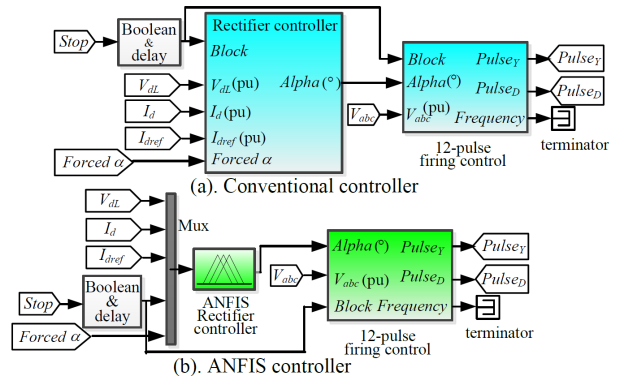 Stop
Boolean
&
delay
Rectifier controller
Block
V_dL (pu)
I_d (pu)
I_dref (pu)
Forced α
Alpha (°)
V_dL
I_d
I_dref
Forced α
V_abc
Block
Alpha(°)
V_abc (pu)
Pulse_Y
Pulse_D
Frequency
Pulse_Y
Pulse_D
terminator
12-pulse
firing control
(a). Conventional controller
V_dL
I_d
I_dref
Stop
Boolean
&
delay
Forced α
Mux
ANFIS
Rectifier
controller
V_abc
Alpha(°)
V_abc (pu)
Block
Pulse_Y
Pulse_D
Frequency
Pulse_Y
Pulse_D
terminator
12-pulse
firing control
(b). ANFIS controller